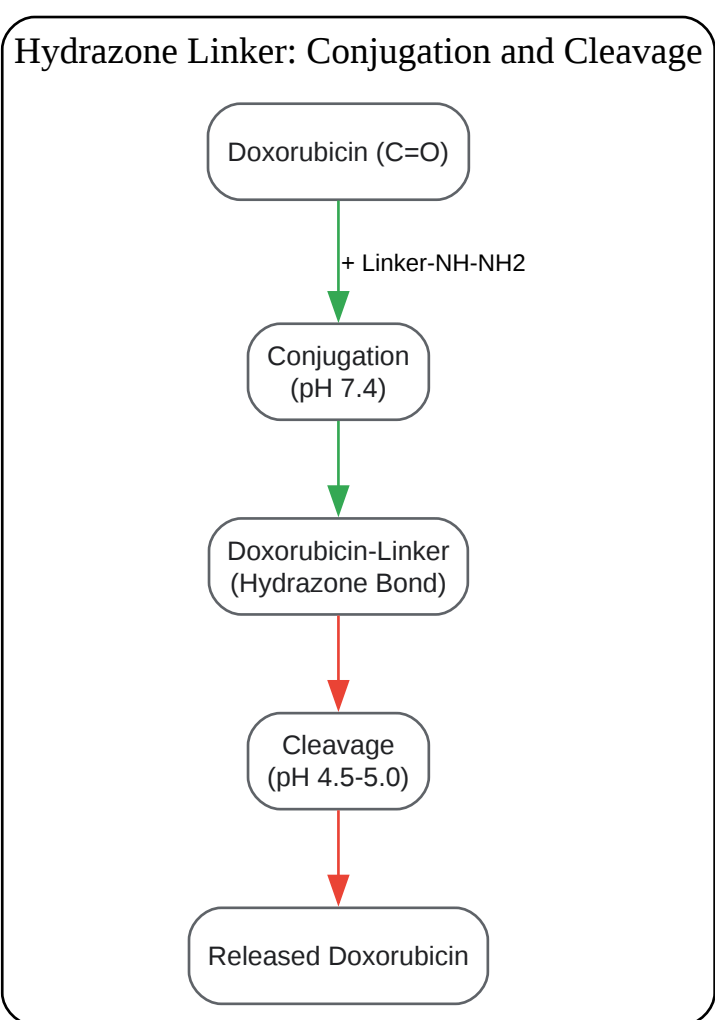 Hydrazone Linker: Conjugation and Cleavage
Doxorubicin (C=O)
+ Linker-NH-NH2
Conjugation
(pH 7.4)
Doxorubicin-Linker
(Hydrazone Bond)
Cleavage
(pH 4.5-5.0)
Released Doxorubicin